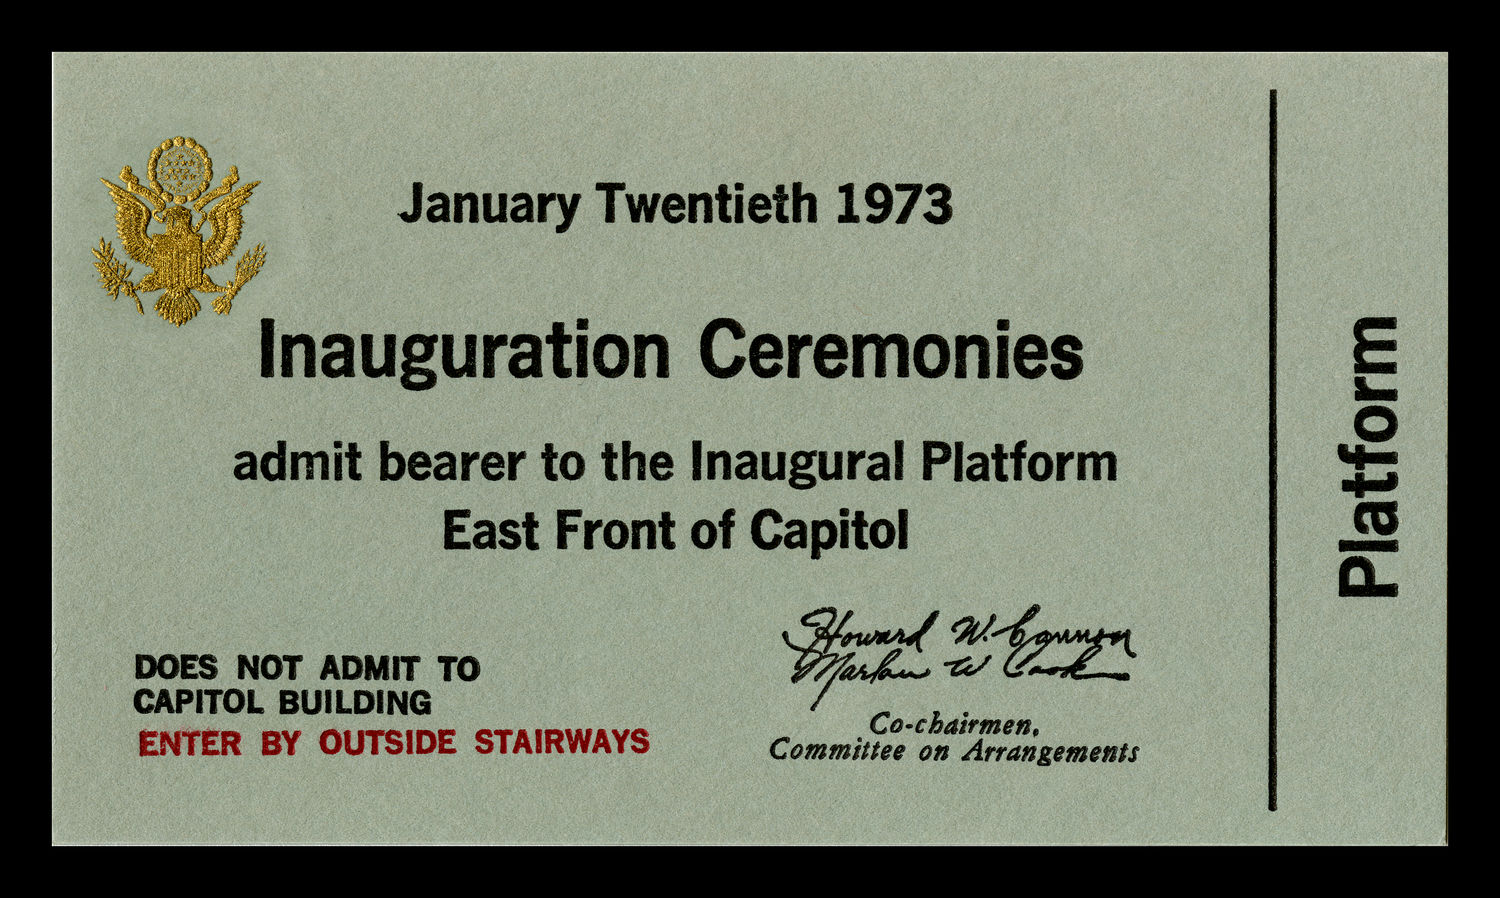 January Twentieth 1973
Inauguration Ceremonies
admit bearer to the Inaugural Platform
East Front of Capitol
DOES NOT ADMIT TO
CAPITOL BUILDING
ENTER BY OUTSIDE STAIRWAYS
Howard W. Cannon
Marlow W Cook
Co-chairmen,
Committee on Arrangements
Platform